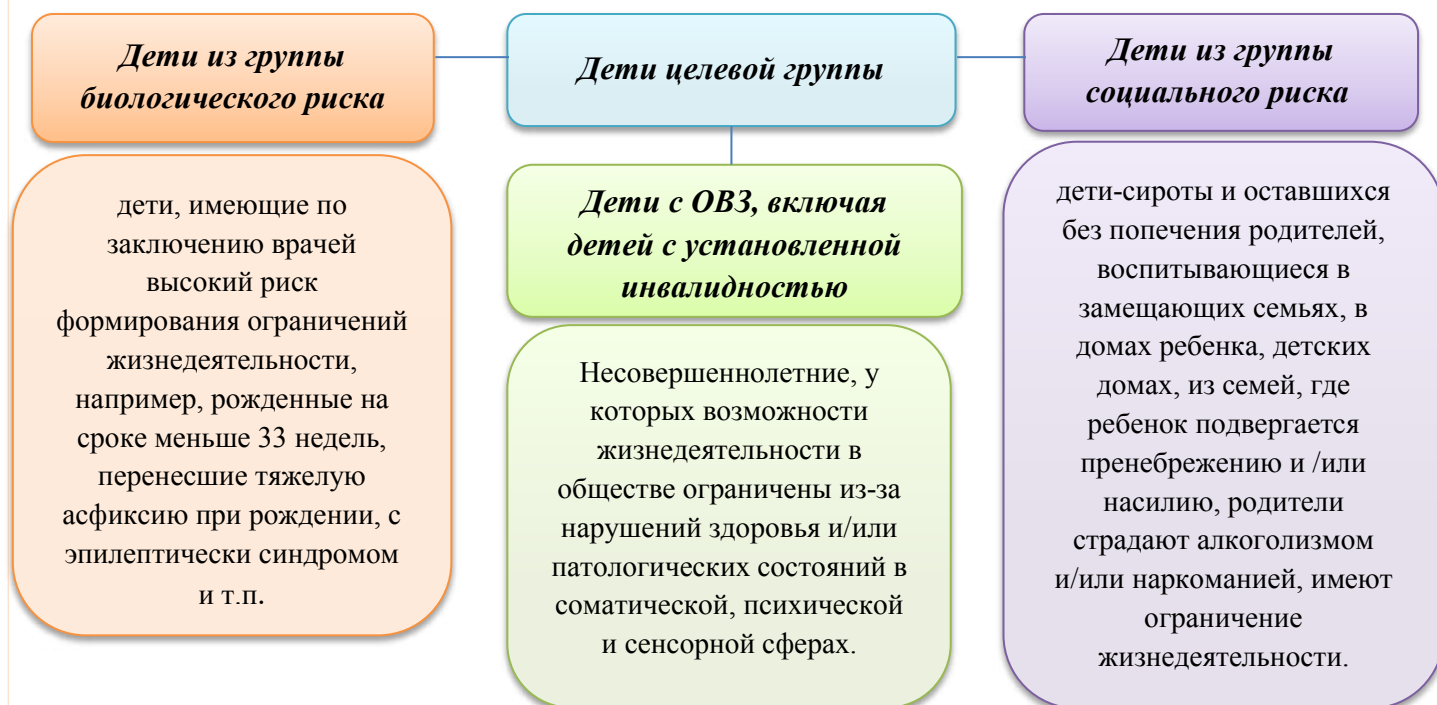 Дети из группы
биологического риска
дети, имеющие по
заключению врачей
высокий риск
формирования ограничений
жизнедеятельности,
например, рожденные на
сроке меньше 33 недель,
перенесшие тяжелую
асфиксию при рождении, с
эпилептически синдромом
и т.п.
Дети целевой группы
Дети с ОВЗ, включая
детей с установленной
инвалидностью
Несовершеннолетние, у
которых возможности
жизнедеятельности в
обществе ограничены из-за
нарушений здоровья и/или
патологических состояний в
соматической, психической
и сенсорной сферах.
Дети из группы
социального риска
дети-сироты и оставшихся
без попечения родителей,
воспитывающиеся в
замещающих семьях, в
домах ребенка, детских
домах, из семей, где
ребенок подвергается
пренебрежению и /или
насилию, родители
страдают алкоголизмом
и/или наркоманией, имеют
ограничение
жизнедеятельности.